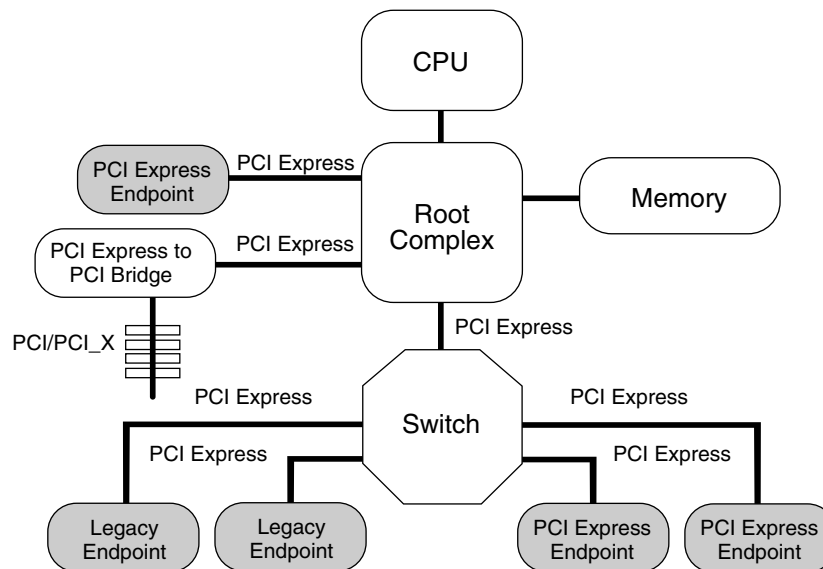 CPU
PCI Express
Endpoint
PCI Express
Root
Complex
Memory
PCI Express to
PCI Bridge
PCI Express
PCI/PCI_X
PCI Express
PCI Express
PCI Express
Switch
PCI Express
PCI Express
Legacy
Endpoint
Legacy
Endpoint
PCI Express
Endpoint
PCI Express
Endpoint